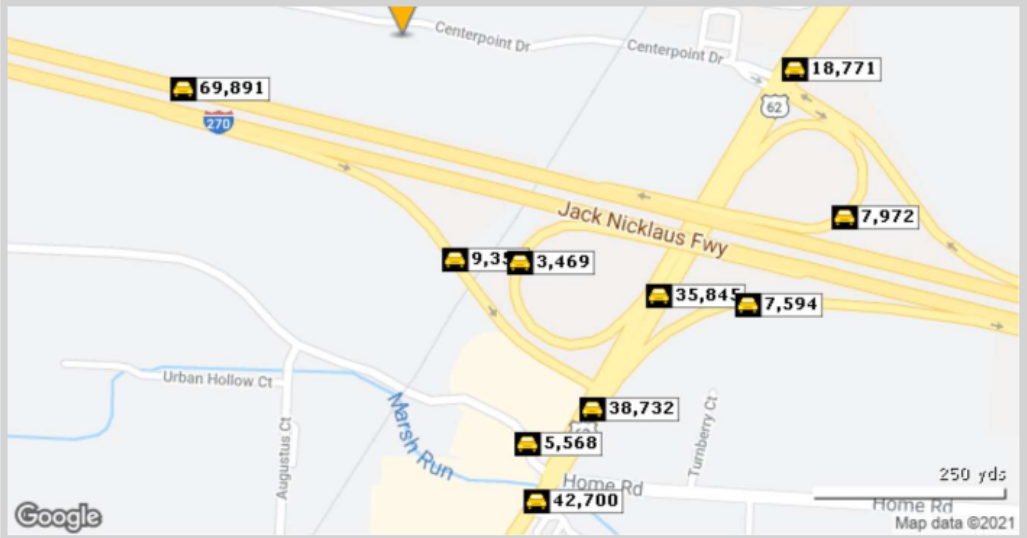 Centerpoint Dr
Centerpoint Dr
18,771
69,891
62
270
7,972
Jack Nicklaus Fwy
3,469
35,845
7,594
Urban Hollow Ct
Marsh Run
38,732
Turnberry Ct
Augustus Ct
5,568
250 yds
Home Rd
42,700
Home Rd
Google
Map data ©2021